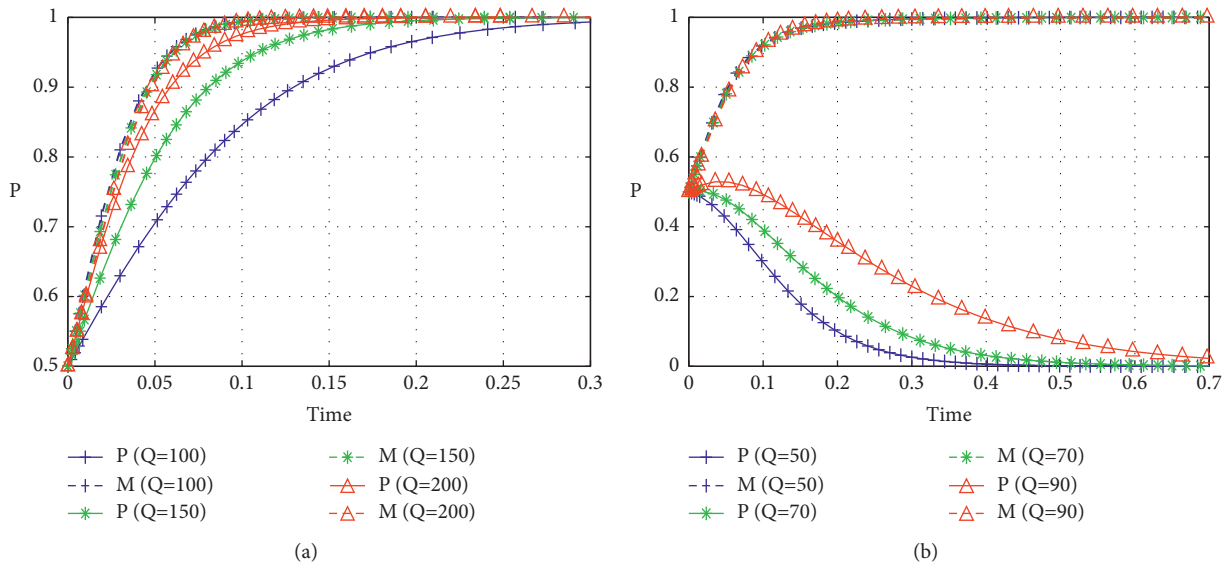 1
0.9
0.8
P
0.7
0.6
0.5
0
0.05
0.1
0.15
0.2
0.25
0.3
Time
P (Q=100)
M (Q=100)
P (Q=150)
M (Q=150)
P (Q=200)
M (Q=200)
(a)
1
0.8
0.6
P
0.4
0.2
0
0
0.1
0.2
0.3
0.4
0.5
0.6
0.7
Time
P (Q=50)
M (Q=50)
P (Q=70)
M (Q=70)
P (Q=90)
M (Q=90)
(b)